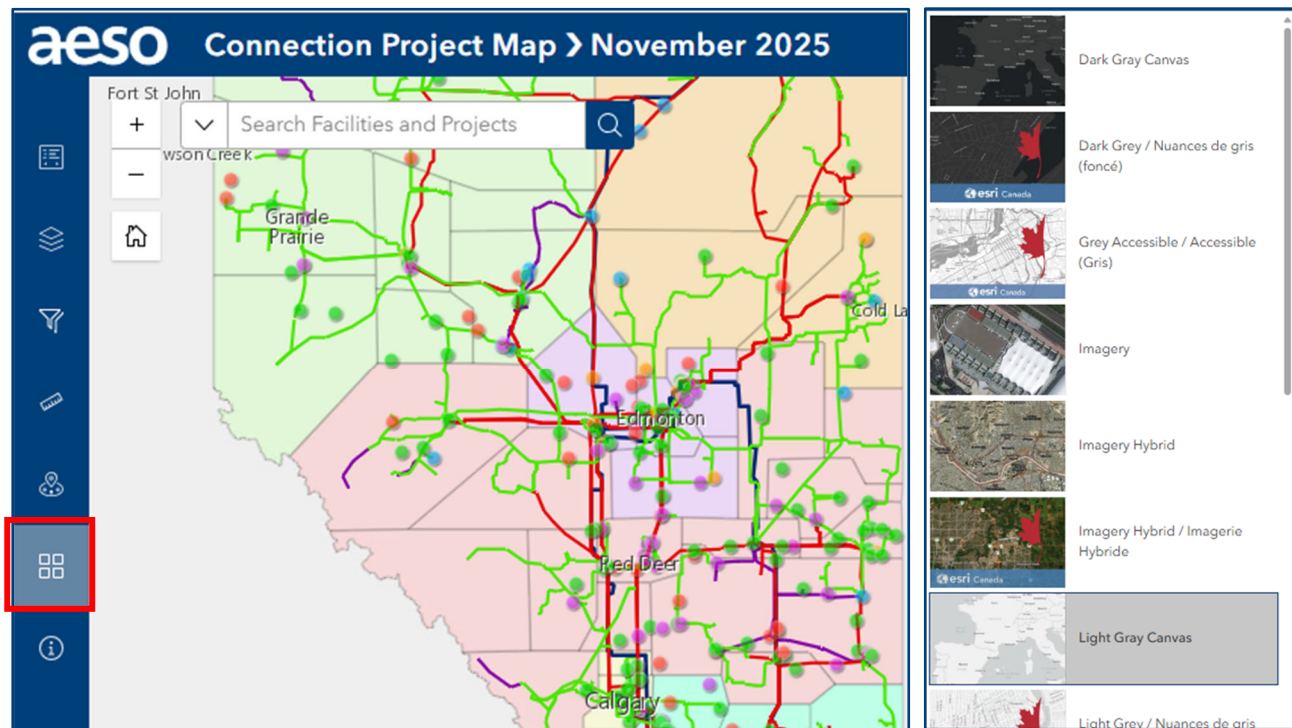 aeso Connection Project Map ❯ November 2025
Fort St John
Search Facilities and Projects
wson Creek
Grande
Prairie
Cold La
Edmonton
Red Deer
Calgary
Dark Gray Canvas
Dark Grey / Nuances de gris
(foncé)
esri Canada
Grey Accessible / Accessible
(Gris)
esri Canada
Imagery
Imagery Hybrid
Imagery Hybrid / Imagerie
Hybride
esri Canada
Light Gray Canvas
Light Grey / Nuances de gris